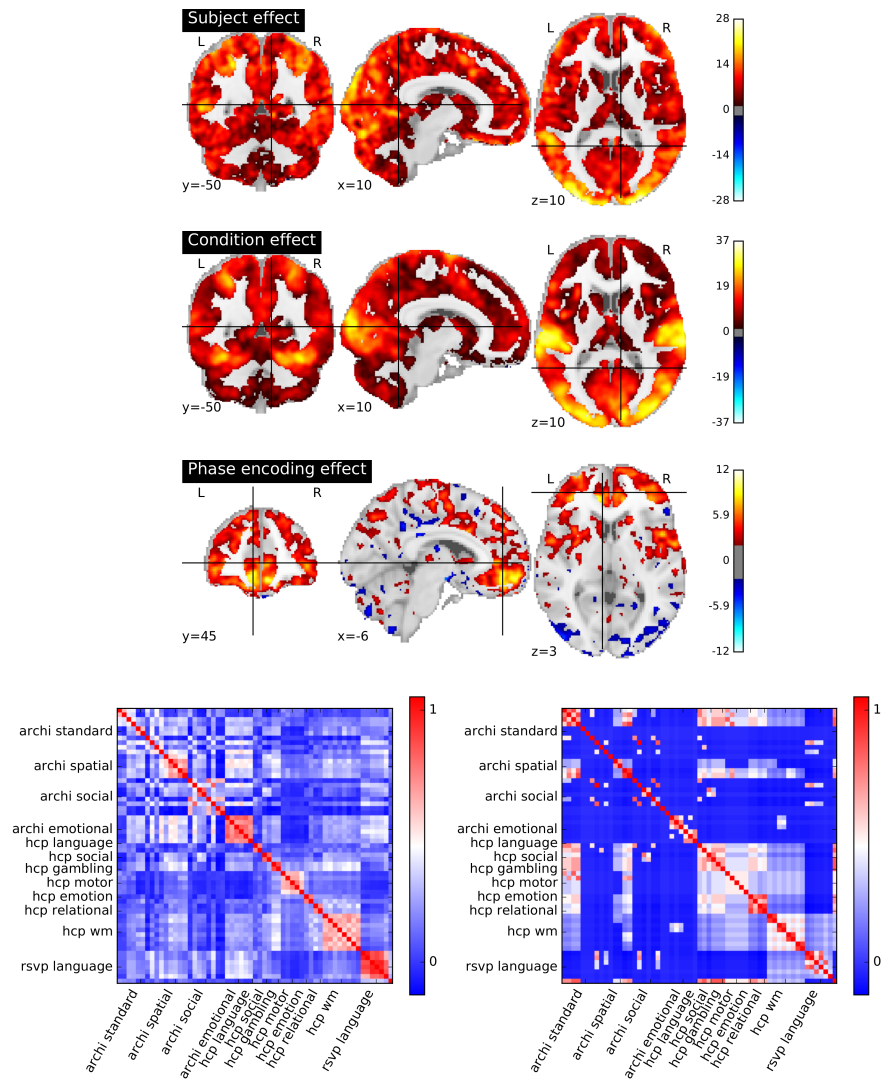 Subject effect
L R
y=-50
x=10
z=10
28
14
0
-14
-28
Condition effect
L R L R
y=-50
x=10
z=10
37
19
0
-19
-37
Phase encoding effect
L R L R
y=45
x=-6
z=3
12
5.9
0
-5.9
-12
archi standard
archi spatial
archi social
archi emotional
hcp language
hcp social
hcp gambling
hcp motor
hcp emotion
hcp relational
hcp wm
rsvp language
archi standard
archi spatial
archi social
archi emotional
hcp language
hcp social
hcp gambling
hcp motor
hcp emotion
hcp relational
hcp wm
rsvp language
1
0
archi standard
archi spatial
archi social
archi emotional
hcp language
hcp social
hcp gambling
hcp motor
hcp emotion
hcp relational
hcp wm
rsvp language
archi standard
archi spatial
archi social
archi emotional
hcp language
hcp social
hcp gambling
hcp motor
hcp emotion
hcp relational
hcp wm
rsvp language
1
0